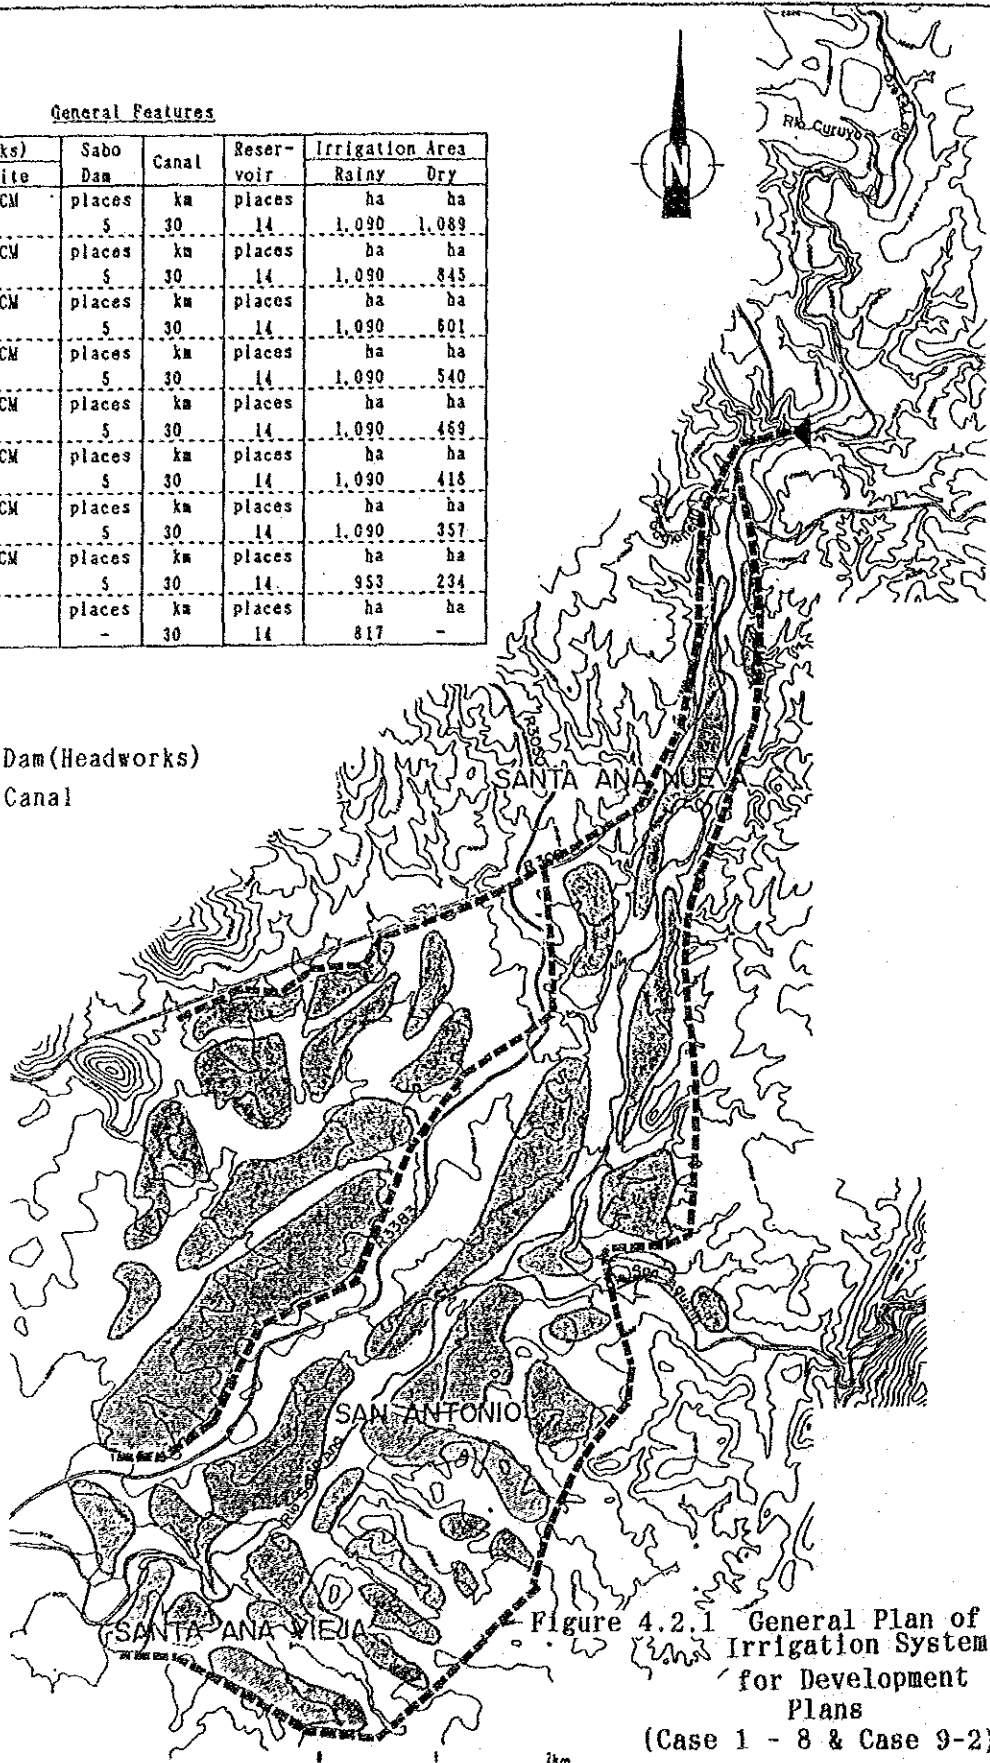 General Features
ks) Sabo Canal Reser- Irrigation Area
ite Dam voir Rainy Dry
CM places km places ha ha
5 30 14 1,090 1,089
CM places km places ha ha
5 30 14 1,090 845
CM places km places ha ha
5 30 14 1,090 601
CM places km places ha ha
5 30 14 1,090 540
CM places km places ha ha
5 30 14 1,090 469
CM places km places ha ha
5 30 14 1,090 418
CM places km places ha ha
5 30 14 1,090 357
CM places km places ha ha
5 30 14 953 234
places km places ha ha
- 30 14 817 -
N
Rio Curuyo
Dam(Headworks)
Canal
SANTA ANA NUEVA
SAN ANTONIO
SANTA ANA VIEJA
Figure 4.2.1 General Plan of
Irrigation System
for Development
Plans
(Case 1 - 8 & Case 9-2)
0 1 2km